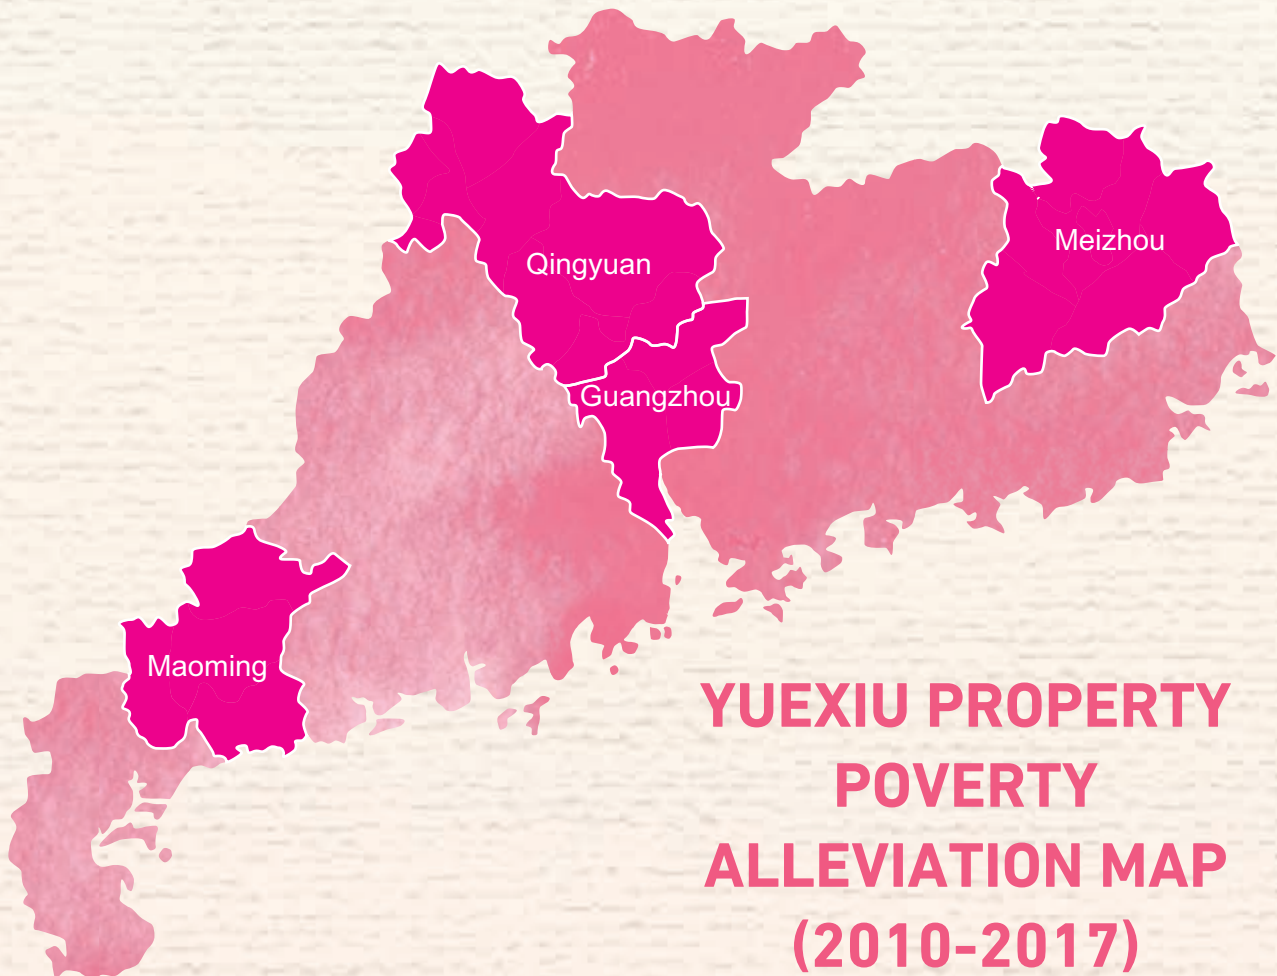 Qingyuan
Meizhou
Guangzhou
Maoming
YUEXIU PROPERTY
POVERTY
ALLEVIATION MAP
(2010-2017)